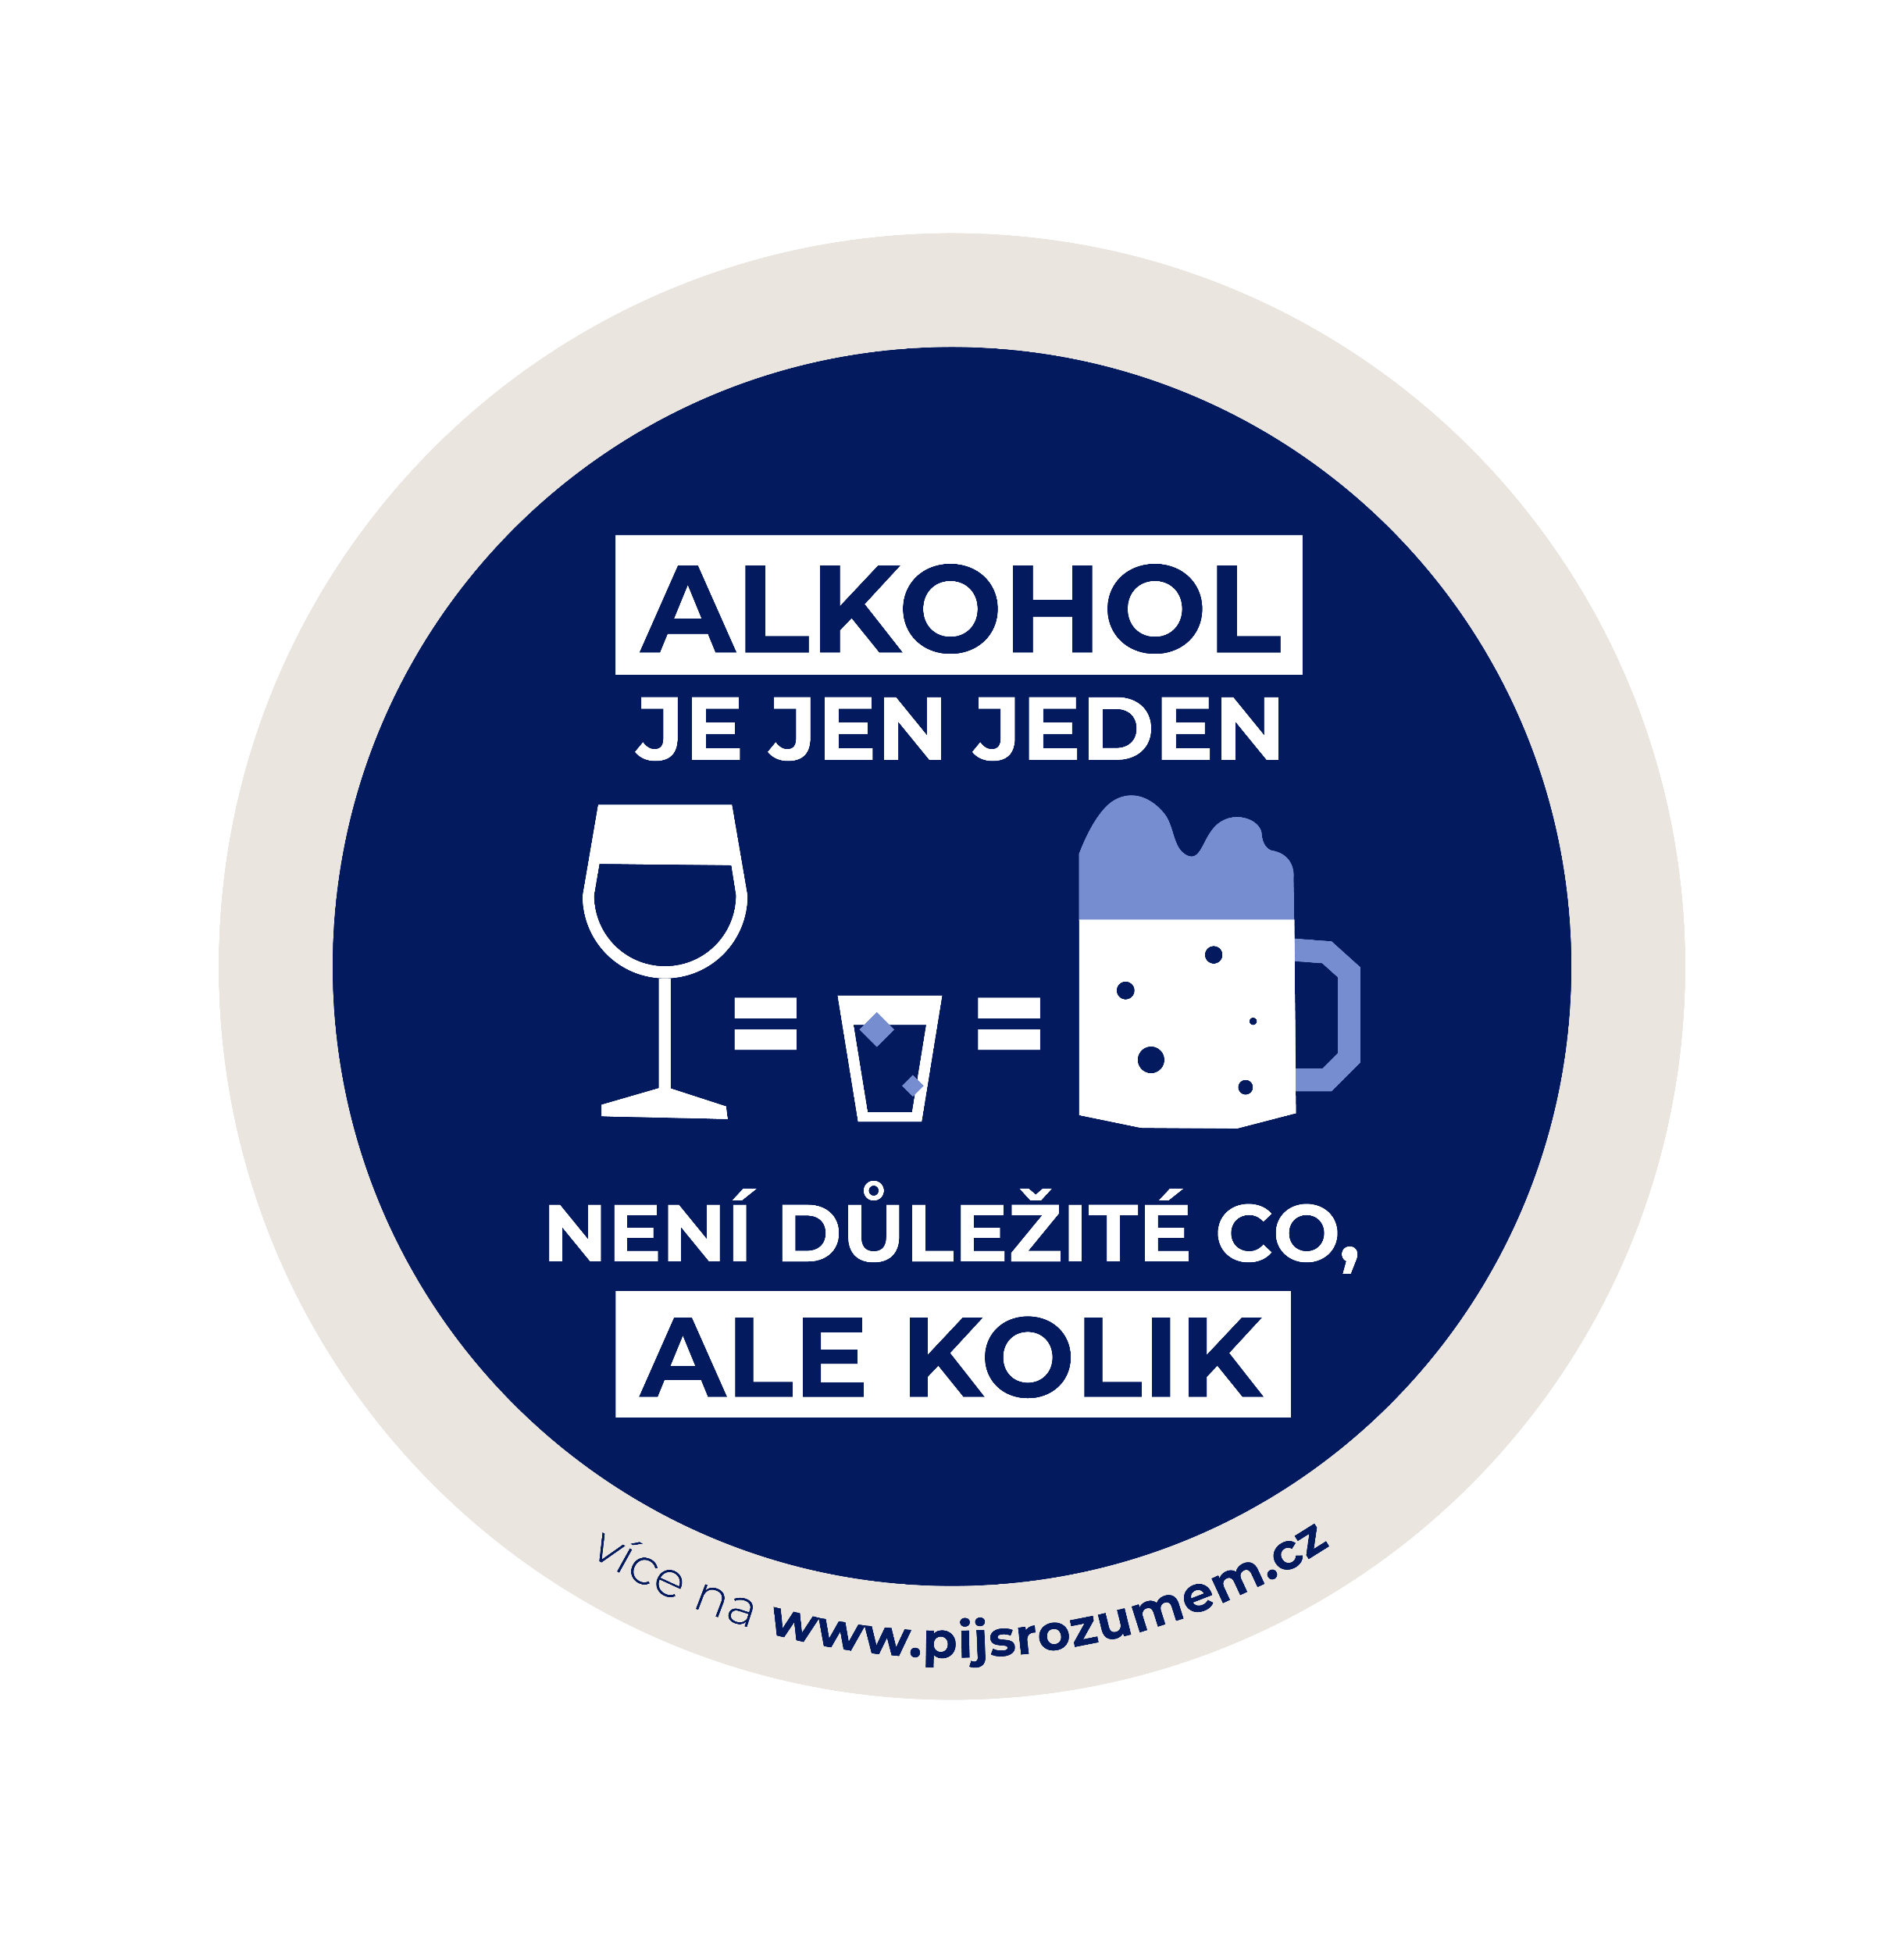 ALKOHOL
JE JEN JEDEN
= =
NENÍ DŮLEŽITÉ CO,
ALE KOLIK
více na www.pijsrozumem.cz